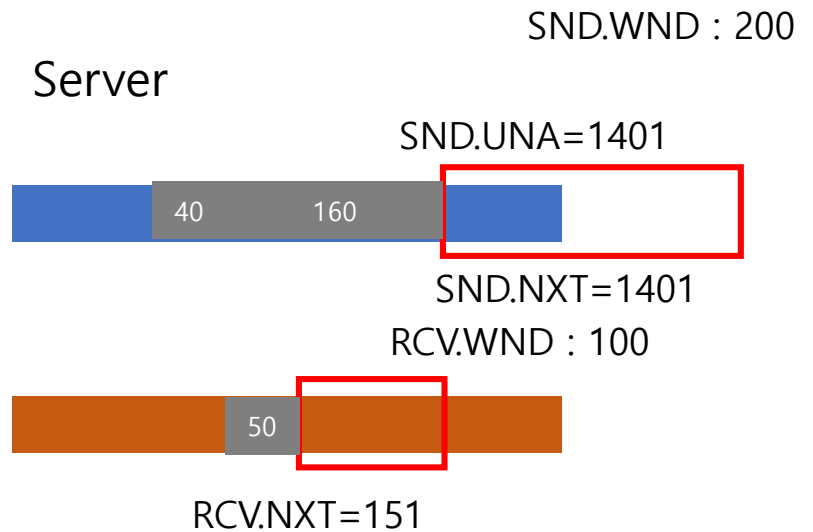 SND.WND : 200
Server
SND.UNA=1401
40 160
SND.NXT=1401
RCV.WND : 100
50
RCV.NXT=151